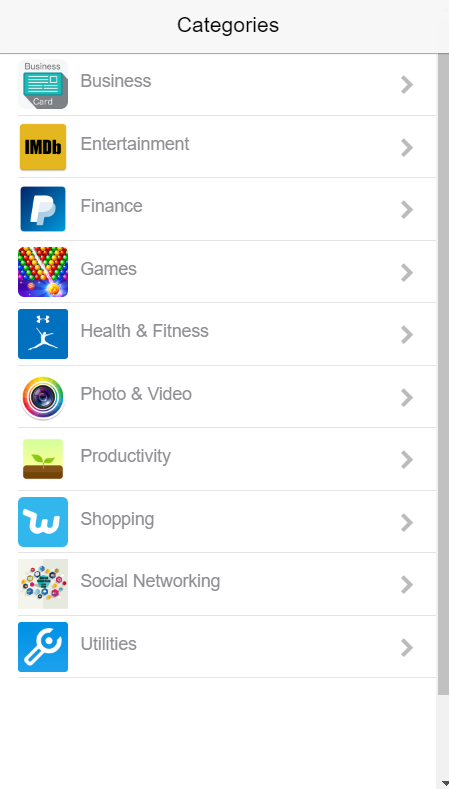 Categories
Business
Card
Business
IMDb
Entertainment
Finance
Games
Health & Fitness
Photo & Video
Productivity
Shopping
Social Networking
Utilities